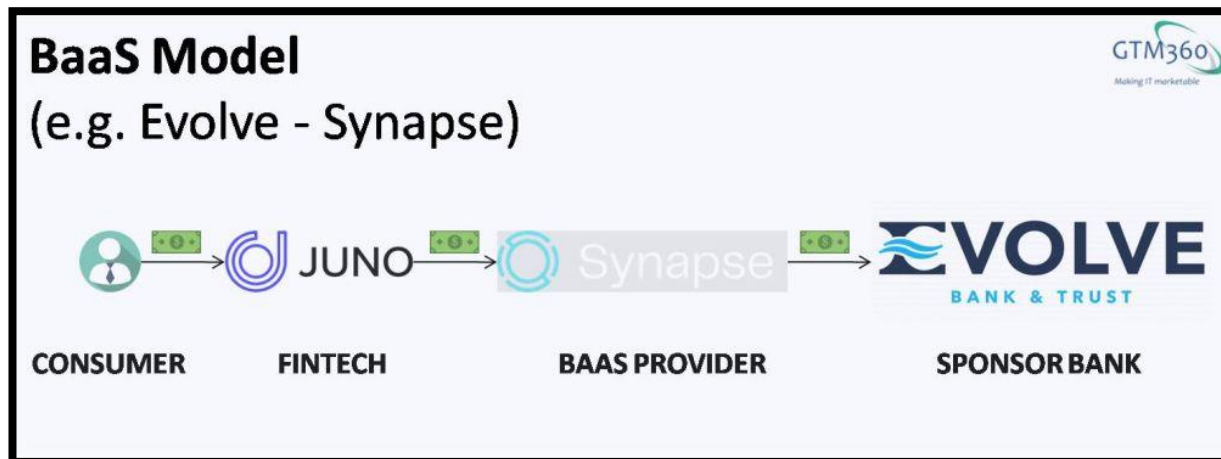 BaaS Model
(e.g. Evolve - Synapse)
GTM360
Making IT marketable
JUNO
Synapse
EVOLVE
BANK & TRUST
CONSUMER
FINTECH
BAAS PROVIDER
SPONSOR BANK